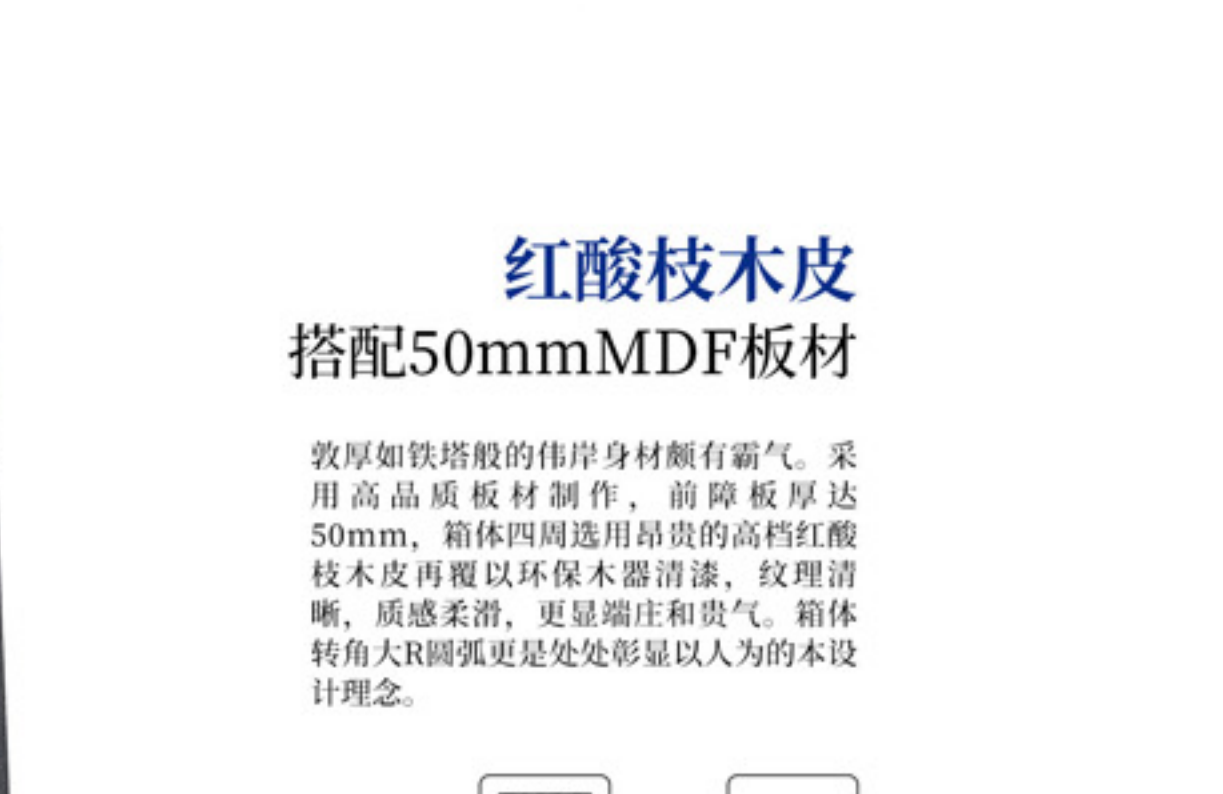 红酸枝木皮
搭配50mmMDF板材
敦厚如铁塔般的伟岸身材颇有霸气。采
用高品质板材制作，前障板厚达
50mm，箱体四周选用昂贵的高档红酸
枝木皮再覆以环保木器清漆，纹理清
晰，质感柔滑，更显端庄和贵气。箱体
转角大R圆弧更是处处彰显以人为的本设
计理念。